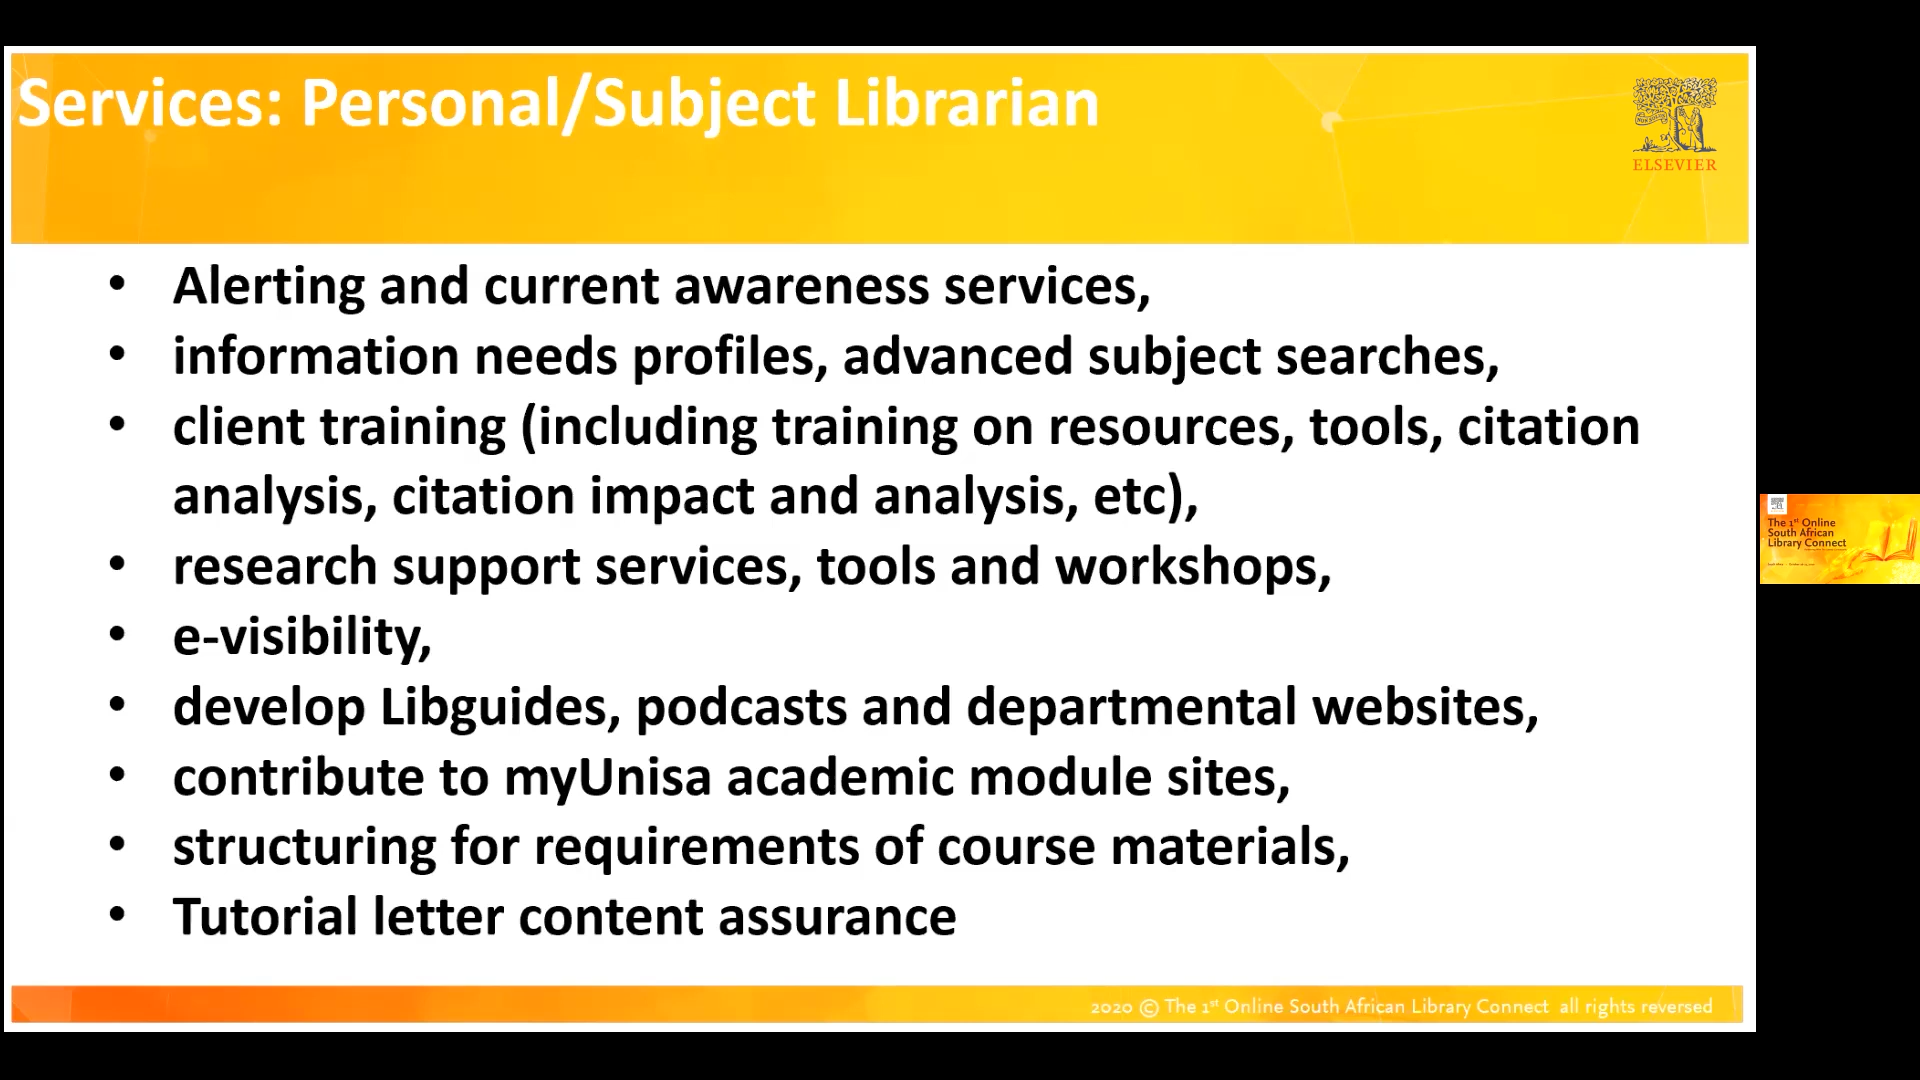 Services: Personal/Subject Librarian
ELSEVIER
• Alerting and current awareness services,
• information needs profiles, advanced subject searches,
• client training (including training on resources, tools, citation
analysis, citation impact and analysis, etc),
• research support services, tools and workshops,
• e-visibility,
• develop Libguides, podcasts and departmental websites,
• contribute to myUnisa academic module sites,
• structuring for requirements of course materials,
• Tutorial letter content assurance
2020 © The 1st Online South African Library Connect all rights reversed
The 1st Online
South African
Library Connect